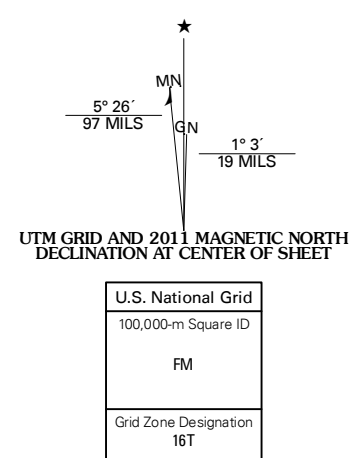 ★
MN
5° 26´
97 MILS
GN
1° 3´
19 MILS
UTM GRID AND 2011 MAGNETIC NORTH
DECLINATION AT CENTER OF SHEET
U.S. National Grid
100,000-m Square ID
FM
Grid Zone Designation
16T